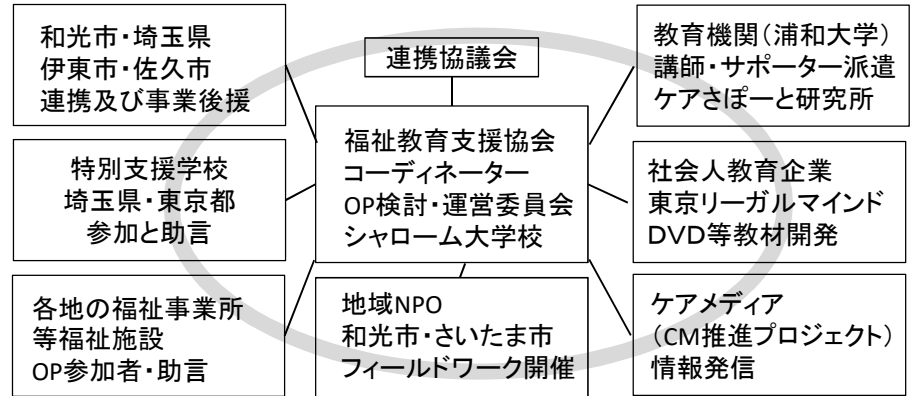 和光市・埼玉県
伊東市・佐久市
連携及び事業後援
連携協議会
教育機関(浦和大学)
講師・サポーター派遣
ケアさぽーと研究所
特別支援学校
埼玉県・東京都
参加と助言
福祉教育支援協会
コーディネーター
OP検討・運営委員会
シャローム大学校
社会人教育企業
東京リーガルマインド
DVD等教材開発
各地の福祉事業所
等福祉施設
OP参加者・助言
地域NPO
和光市・さいたま市
フィールドワーク開催
ケアメディア
(CM推進プロジェクト)
情報発信